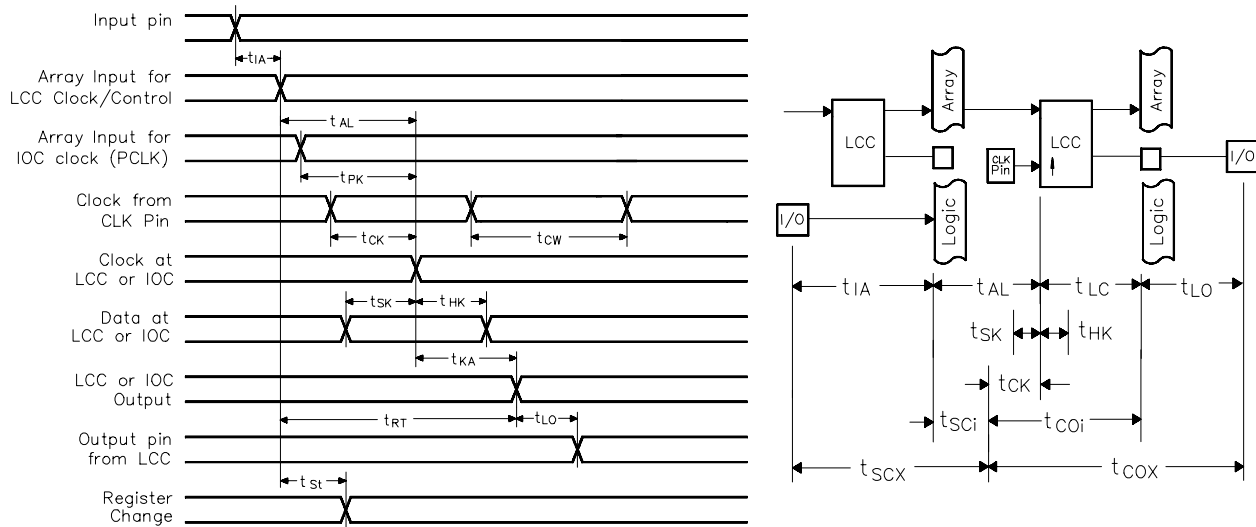 Input pin
tIA
Array Input for
LCC Clock/Control
tAL
Array Input for
IOC clock (PCLK)
tPK
Clock from
CLK Pin
tCK
tCW
Clock at
LCC or IOC
tSK
tHK
Data at
LCC or IOC
tKA
LCC or IOC
Output
tRT
tLO
Output pin
from LCC
tSt
Register
Change
Array
Array
LCC
LCC
CLK
Pin
I/O
I/O
Logic
Logic
tIA
tAL
tLC
tLO
tSK
tHK
tCK
tSCi
tCOi
tSCX
tCOX